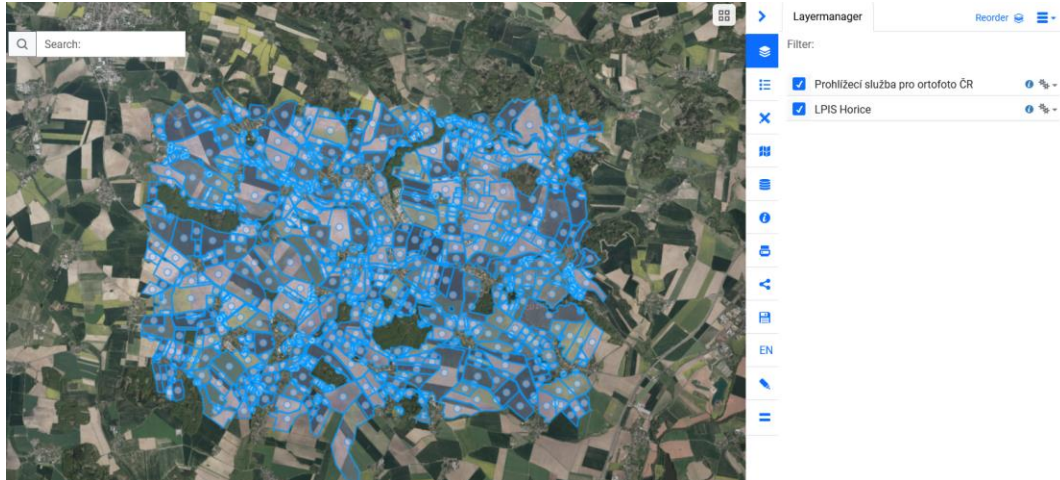 Search:
Layermanager
Reorder
Filter:
Prohlížecí služba pro ortofoto ČR
LPIS Horice
EN